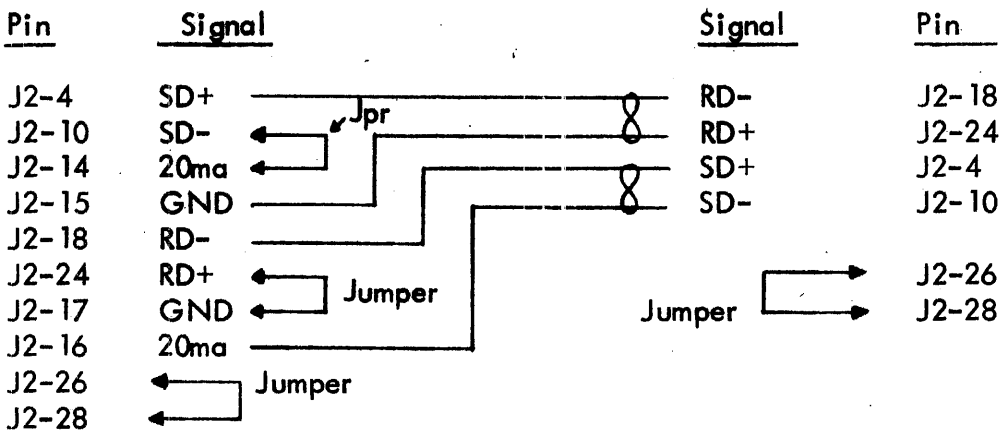 Pin Signal Signal Pin
J2-4 SD+ RD- J2-18
Jpr
J2-10 SD- RD+ J2-24
J2-14 20ma SD+ J2-4
J2-15 GND SD- J2-10
J2-18 RD-
J2-24 RD+ J2-26
Jumper
J2-17 GND Jumper J2-28
J2-16 20ma
J2-26 Jumper
J2-28